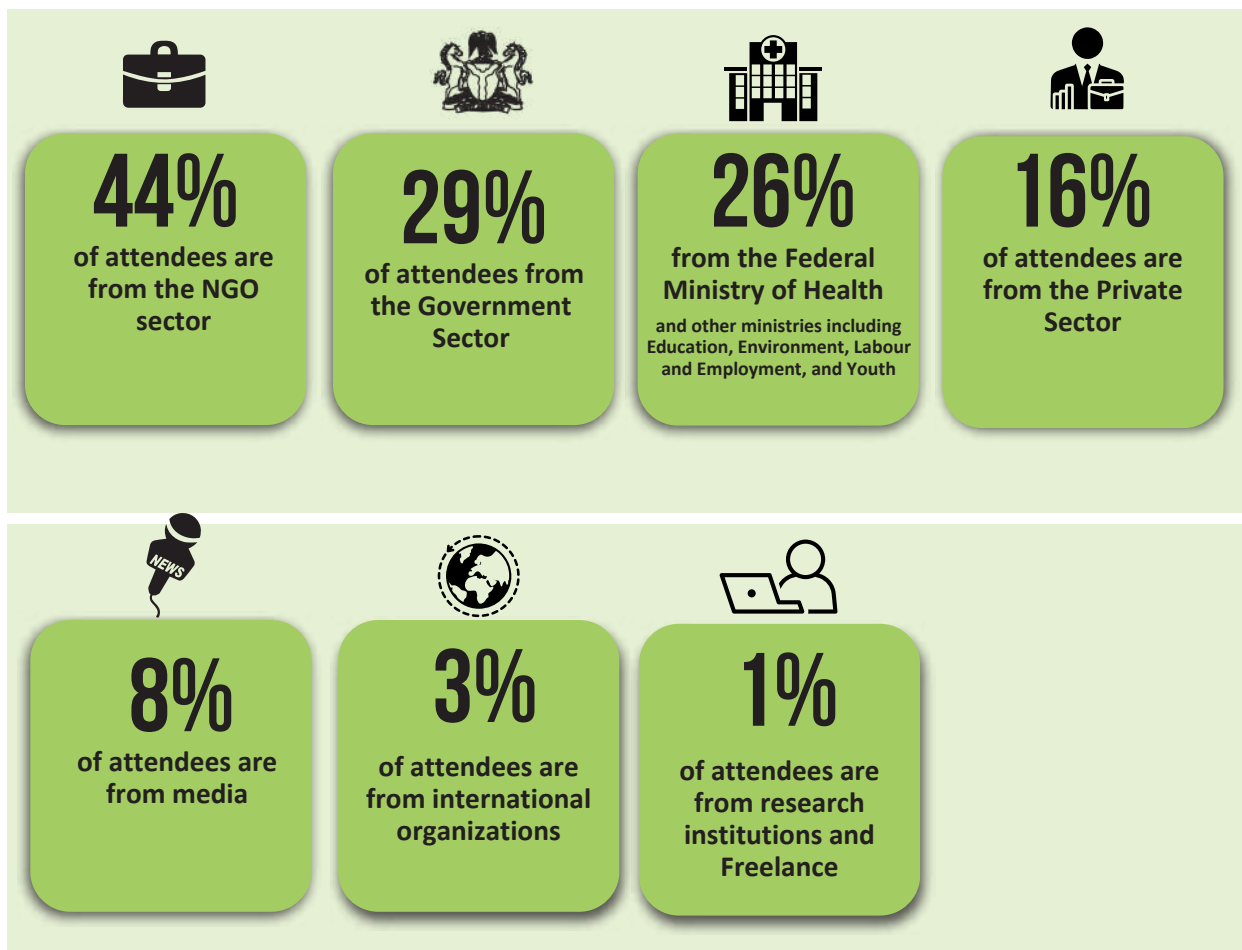 44%
of attendees are
from the NGO
sector
29%
of attendees from
the Government
Sector
26%
from the Federal
Ministry of Health
and other ministries including
Education, Environment, Labour
and Employment, and Youth
16%
of attendees are
from the Private
Sector
NEWS
8%
of attendees are
from media
3%
of attendees are
from international
organizations
1%
of attendees are
from research
institutions and
Freelance